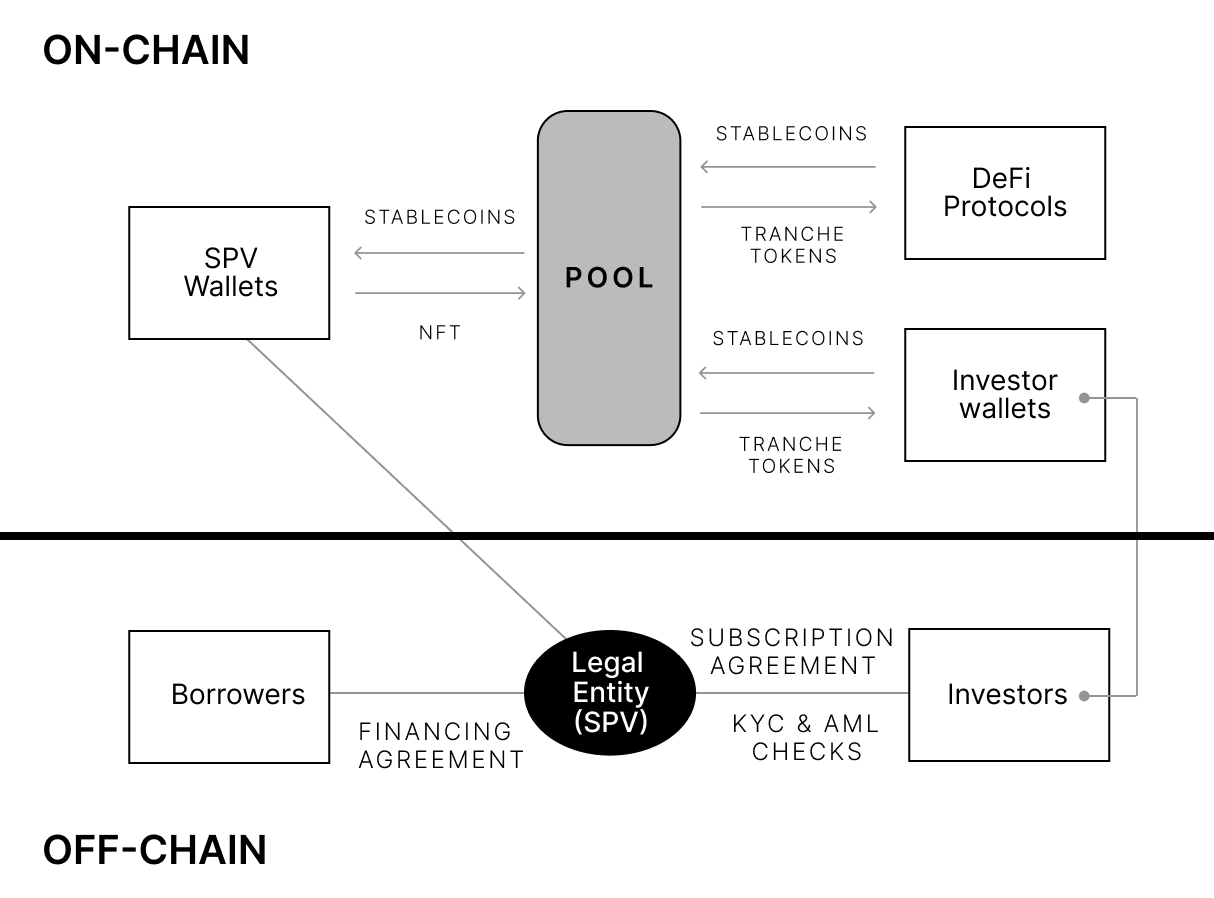 ON-CHAIN
STABLECOINS
DeFi
Protocols
TRANCHE
TOKENS
STABLECOINS
SPV
Wallets
NFT
POOL
STABLECOINS
Investor
wallets
TRANCHE
TOKENS
Borrowers
FINANCING
AGREEMENT
Legal
Entity
(SPV)
SUBSCRIPTION
AGREEMENT
KYC & AML
CHECKS
Investors
OFF-CHAIN